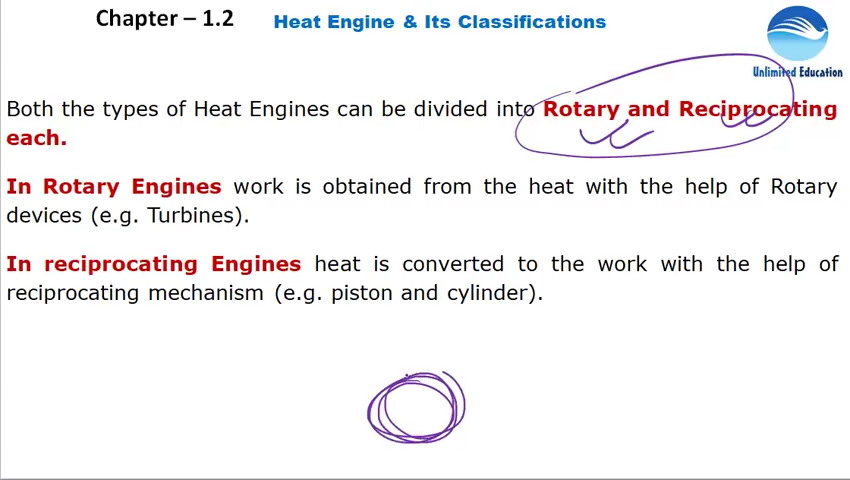 Chapter – 1.2
Heat Engine & Its Classifications
Unlimited Education
Both the types of Heat Engines can be divided into Rotary and Reciprocating
each.
In Rotary Engines work is obtained from the heat with the help of Rotary
devices (e.g. Turbines).
In reciprocating Engines heat is converted to the work with the help of
reciprocating mechanism (e.g. piston and cylinder).